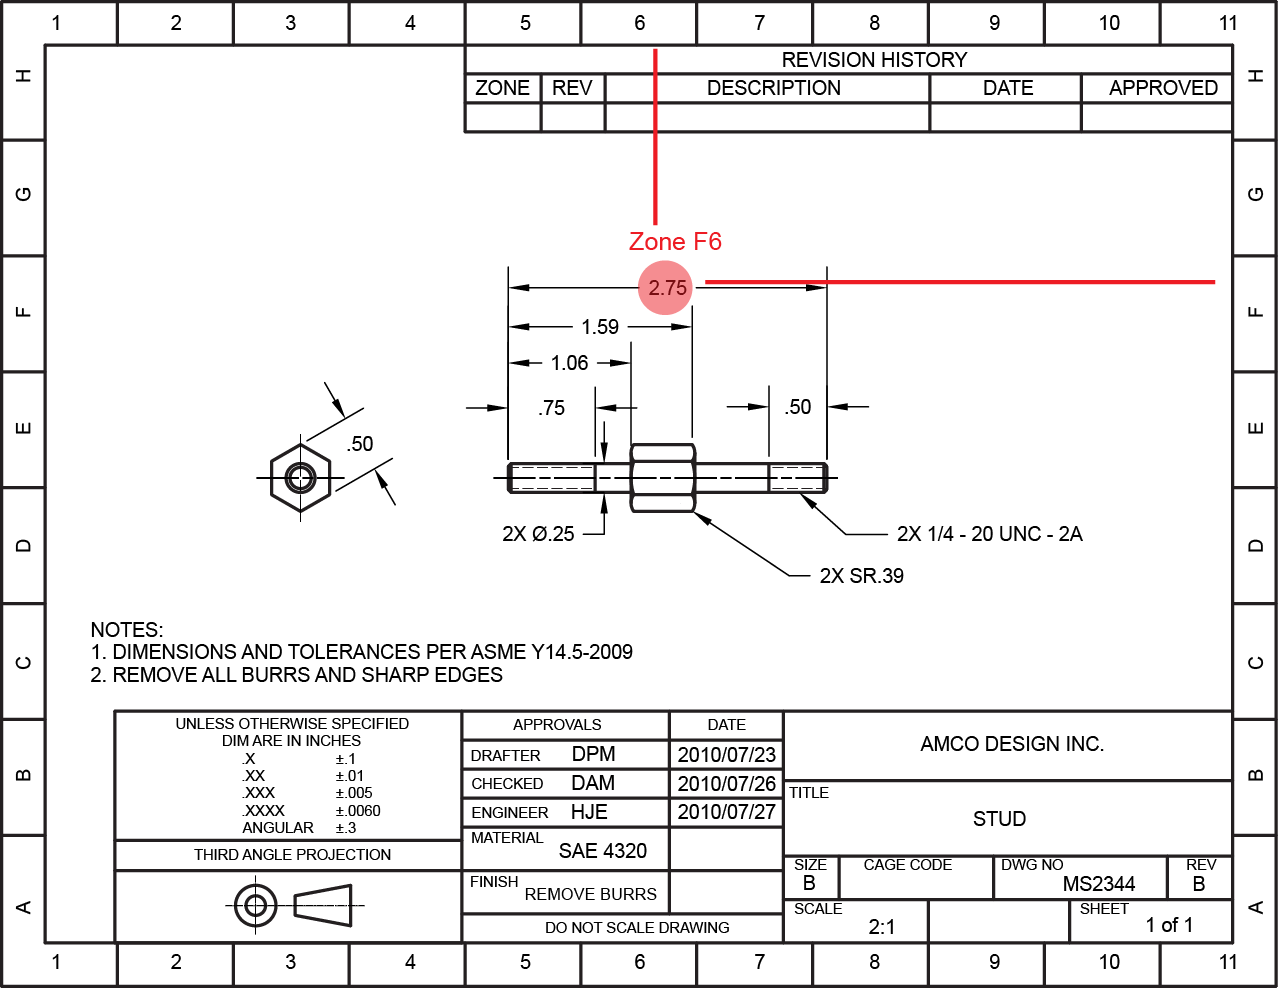 1 2 3 4 5 6 7 8 9 10 11
H H
REVISION HISTORY
ZONE REV DESCRIPTION DATE APPROVED
G G
Zone F6
F F
2.75
1.59
1.06
E E
.75 .50
.50
D D
2X Ø.25
2X 1/4 - 20 UNC - 2A
2X SR.39
C C
NOTES:
1. DIMENSIONS AND TOLERANCES PER ASME Y14.5-2009
2. REMOVE ALL BURRS AND SHARP EDGES
B B
UNLESS OTHERWISE SPECIFIED
DIM ARE IN INCHES
.X ±.1
.XX ±.01
.XXX ±.005
.XXXX ±.0060
ANGULAR ±.3
THIRD ANGLE PROJECTION
APPROVALS DATE
DRAFTER DPM 2010/07/23
CHECKED DAM 2010/07/26
ENGINEER HJE 2010/07/27
MATERIAL
SAE 4320
FINISH
REMOVE BURRS
DO NOT SCALE DRAWING
AMCO DESIGN INC.
TITLE
STUD
SIZE
B
CAGE CODE
DWG NO
MS2344
REV
B
SCALE
2:1
SHEET
1 of 1
A A
1 2 3 4 5 6 7 8 9 10 11